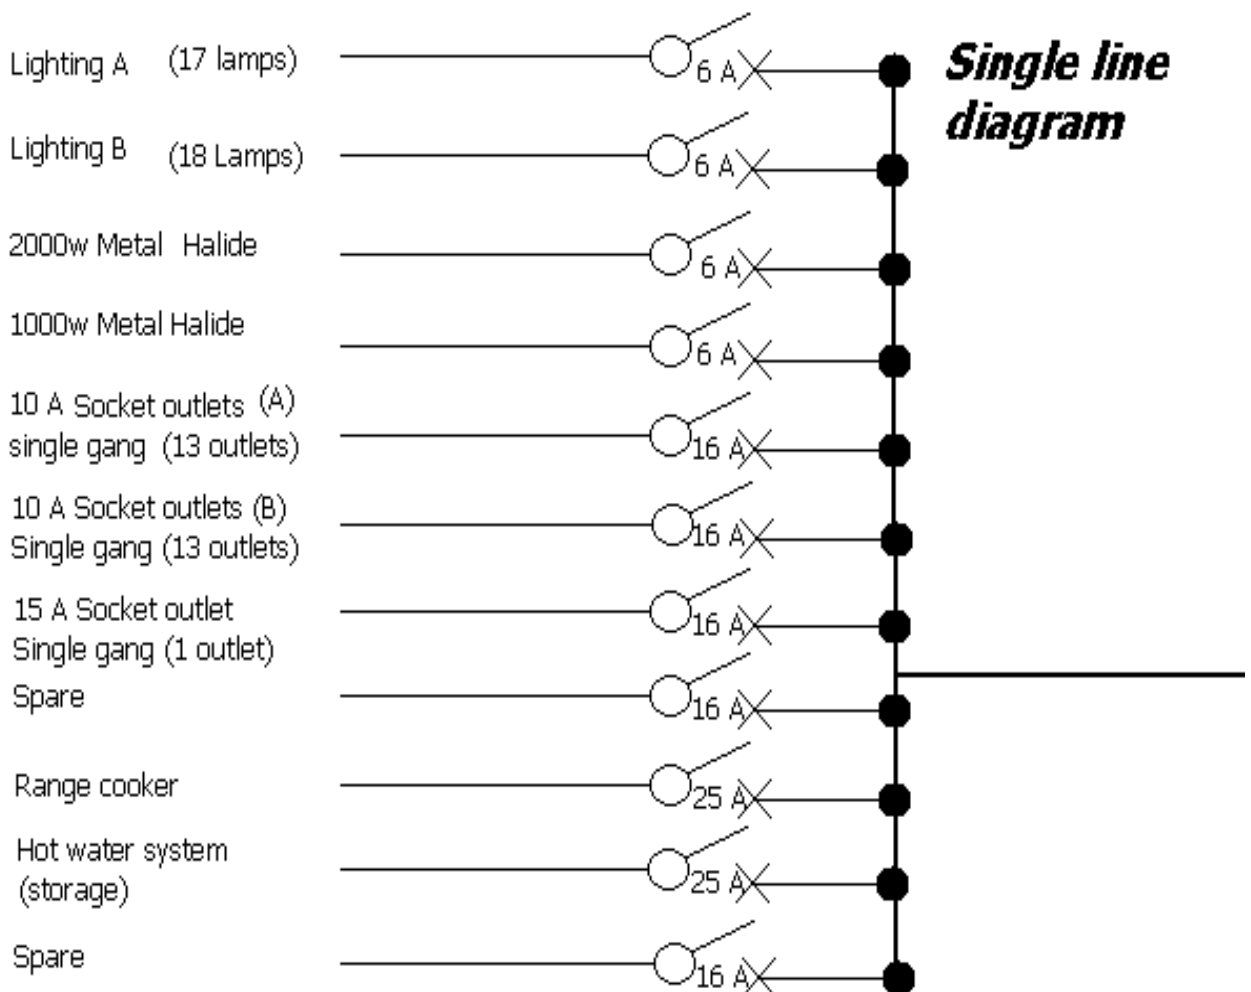 Single line
diagram
Lighting A (17 lamps) 6 A
Lighting B (18 Lamps) 6 A
2000w Metal Halide 6 A
1000w Metal Halide 6 A
10 A Socket outlets (A)
single gang (13 outlets) 16 A
10 A Socket outlets (B)
Single gang (13 outlets) 16 A
15 A Socket outlet
Single gang (1 outlet) 16 A
Spare 16 A
Range cooker 25 A
Hot water system
(storage) 25 A
Spare 16 A